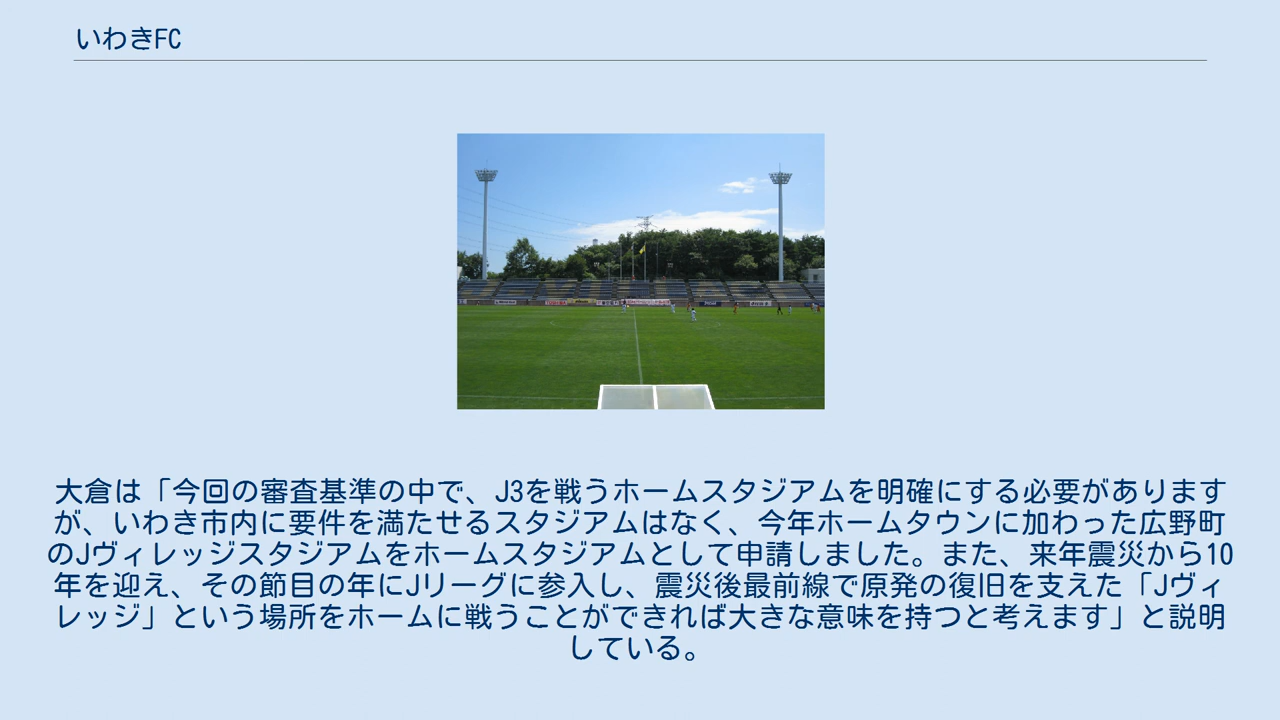 いわきFC
大倉は「今回の審査基準の中で、J3を戦うホームスタジアムを明確にする必要があります
が、いわき市内に要件を満たせるスタジアムはなく、今年ホームタウンに加わった広野町
のJヴィレッジスタジアムをホームスタジアムとして申請しました。また、来年震災から10
年を迎え、その節目の年にJリーグに参入し、震災後最前線で原発の復旧を支えた「Jヴィ
レッジ」という場所をホームに戦うことができれば大きな意味を持つと考えます」と説明
している。